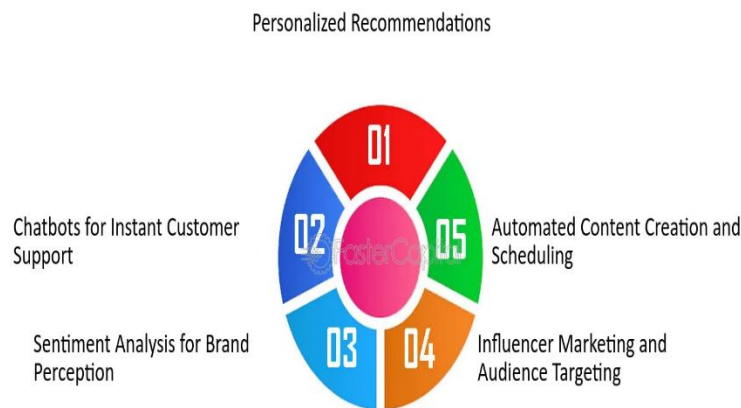 Personalized Recommendations
01
Chatbots for Instant Customer
Support
02
FasterCapital
05
Automated Content Creation and
Scheduling
Sentiment Analysis for Brand
Perception
03
04
Influencer Marketing and
Audience Targeting